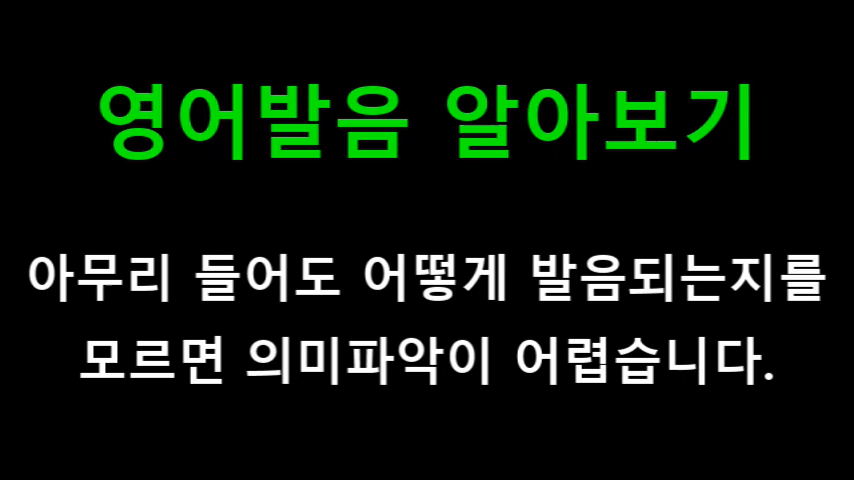 영어발음 알아보기
아무리 들어도 어떻게 발음되는지를
모르면 의미파악이 어렵습니다.